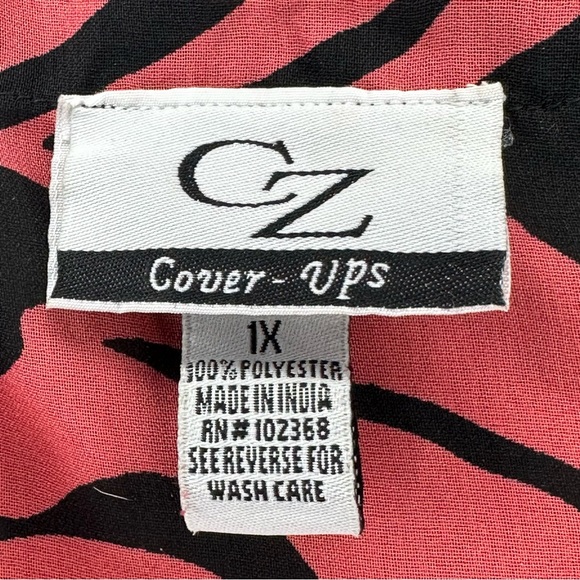 CZ
Cover-Ups
1X
100% POLYESTER
MADE IN INDIA
RN# 102368
SEE REVERSE FOR
WASH CARE